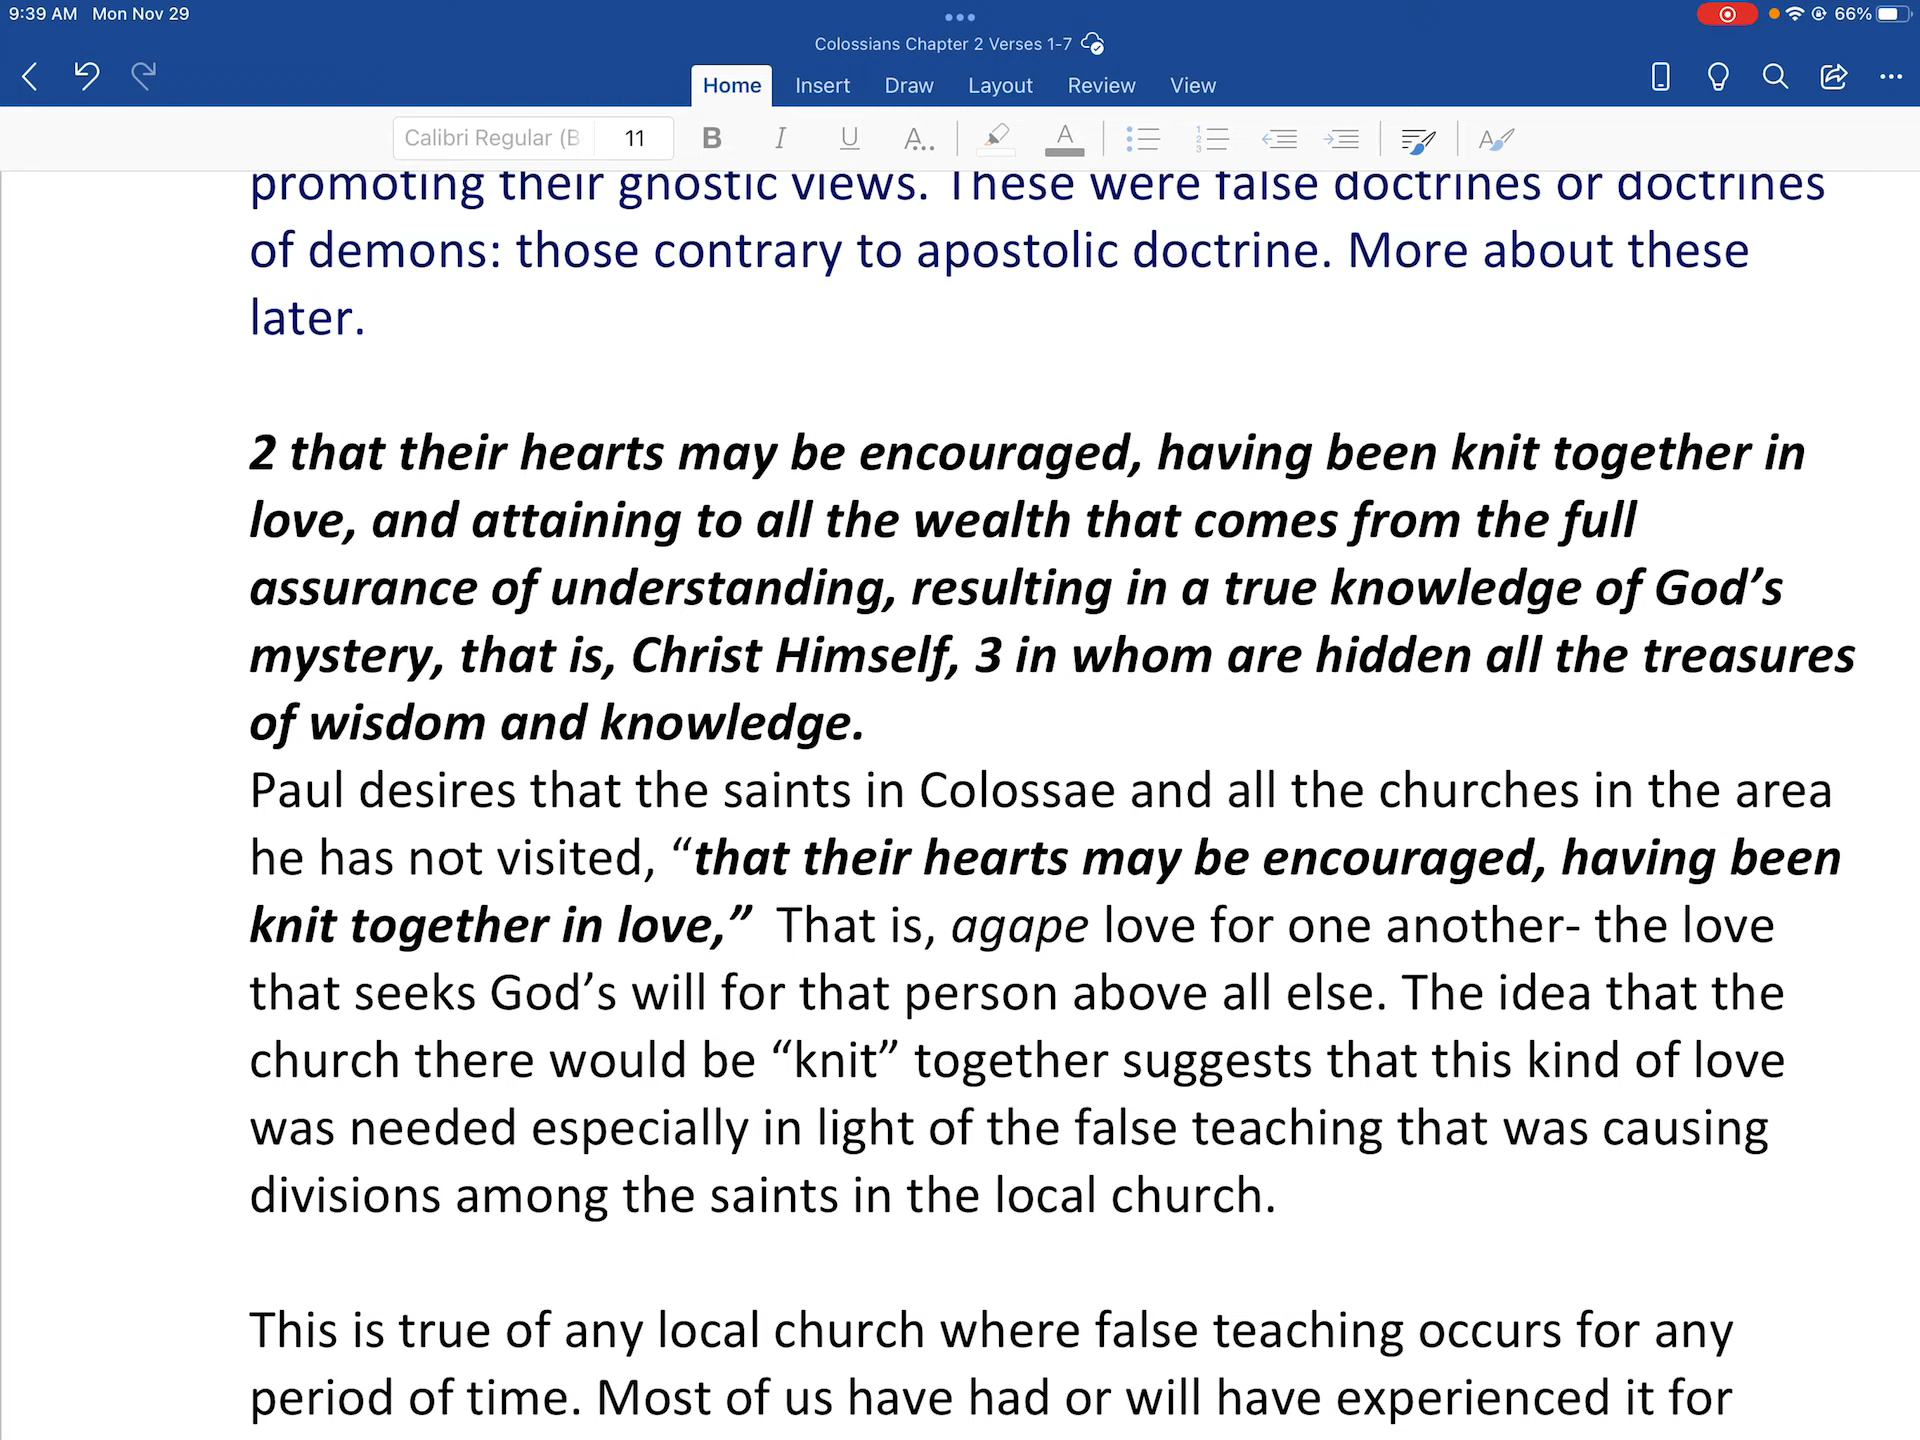 9:39 AM Mon Nov 29
66%
Colossians Chapter 2 Verses 1-7
Home Insert Draw Layout Review View
Calibri Regular (B 11 B I U A..
promoting their gnostic views. These were false doctrines or doctrines
of demons: those contrary to apostolic doctrine. More about these
later.
2 that their hearts may be encouraged, having been knit together in
love, and attaining to all the wealth that comes from the full
assurance of understanding, resulting in a true knowledge of God’s
mystery, that is, Christ Himself, 3 in whom are hidden all the treasures
of wisdom and knowledge.
Paul desires that the saints in Colossae and all the churches in the area
he has not visited, “that their hearts may be encouraged, having been
knit together in love,” That is, agape love for one another- the love
that seeks God’s will for that person above all else. The idea that the
church there would be “knit” together suggests that this kind of love
was needed especially in light of the false teaching that was causing
divisions among the saints in the local church.
This is true of any local church where false teaching occurs for any
period of time. Most of us have had or will have experienced it for